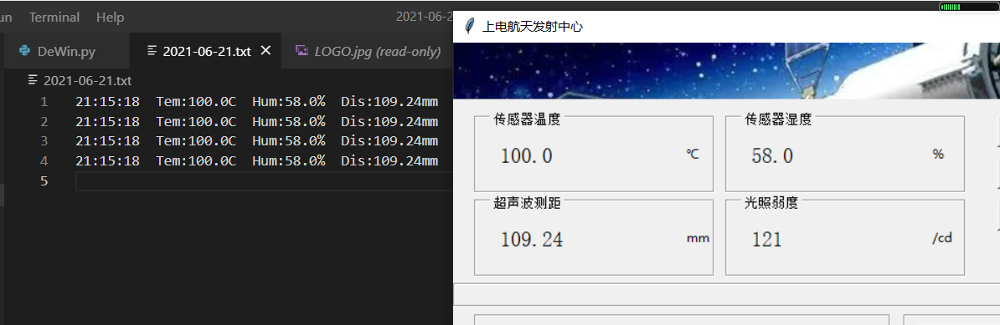 un Terminal Help 2021-06-2
DeWin.py 2021-06-21.txt LOGO.jpg (read-only)
2021-06-21.txt
1 21:15:18 Tem:100.0C Hum:58.0% Dis:109.24mm
2 21:15:18 Tem:100.0C Hum:58.0% Dis:109.24mm
3 21:15:18 Tem:100.0C Hum:58.0% Dis:109.24mm
4 21:15:18 Tem:100.0C Hum:58.0% Dis:109.24mm
5
上电航天发射中心
传感器温度
100.0 ℃
传感器湿度
58.0 %
超声波测距
109.24 mm
光照弱度
121 /cd